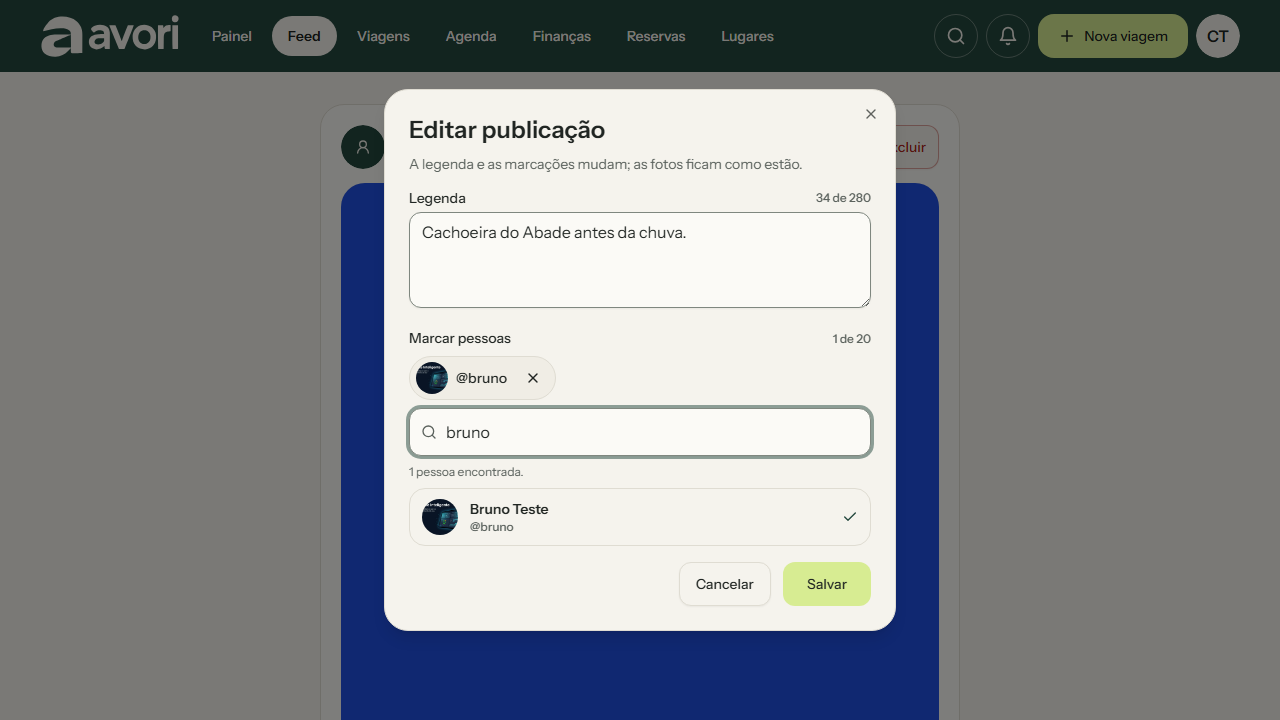 avori
Painel
Feed
Viagens
Agenda
Finanças
Reservas
Lugares
Nova viagem
CT
Editar publicação
A legenda e as marcações mudam; as fotos ficam como estão.
Legenda
34 de 280
Cachoeira do Abade antes da chuva.
Marcar pessoas
1 de 20
@bruno
bruno
1 pessoa encontrada.
Bruno Teste
@bruno
Cancelar
Salvar